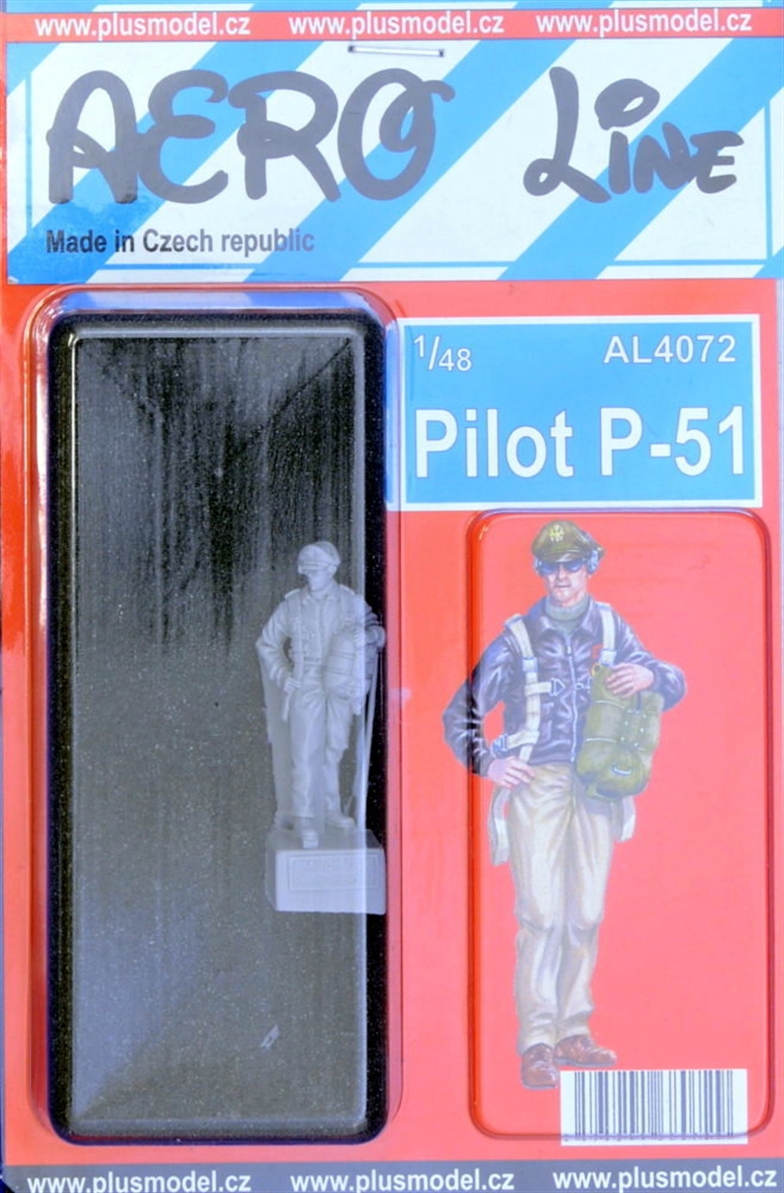 www.plusmodel.cz www.plusmodel.cz www.plusmodel.cz
AERO LINE
Made in Czech republic
1/48 AL4072
Pilot P-51
www.plusmodel.cz www.plusmodel.cz www.plusmodel.cz